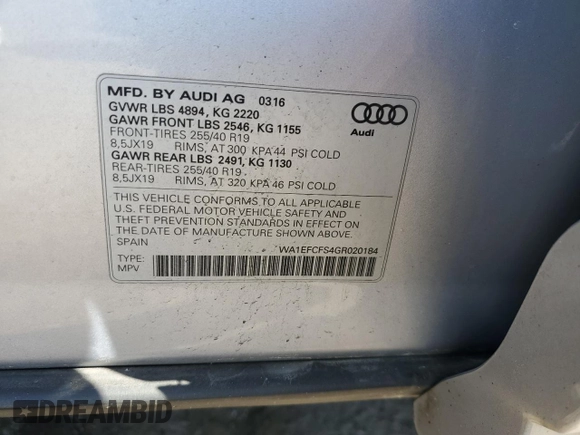 MFD. BY AUDI AG 0316
GVWR LBS 4894, KG 2220
GAWR FRONT LBS 2546, KG 1155
FRONT-TIRES 255/40 R19
8,5JX19 RIMS, AT 300 KPA 44 PSI COLD
GAWR REAR LBS 2491, KG 1130
REAR-TIRES 255/40 R19
8,5JX19 RIMS, AT 320 KPA 46 PSI COLD
THIS VEHICLE CONFORMS TO ALL APPLICABLE
U.S. FEDERAL MOTOR VEHICLE SAFETY AND
THEFT PREVENTION STANDARDS IN EFFECT ON
THE DATE OF MANUFACTURE SHOWN ABOVE.
SPAIN WA1EFCFS4GR020184
TYPE:
MPV
Audi
DREAMBID